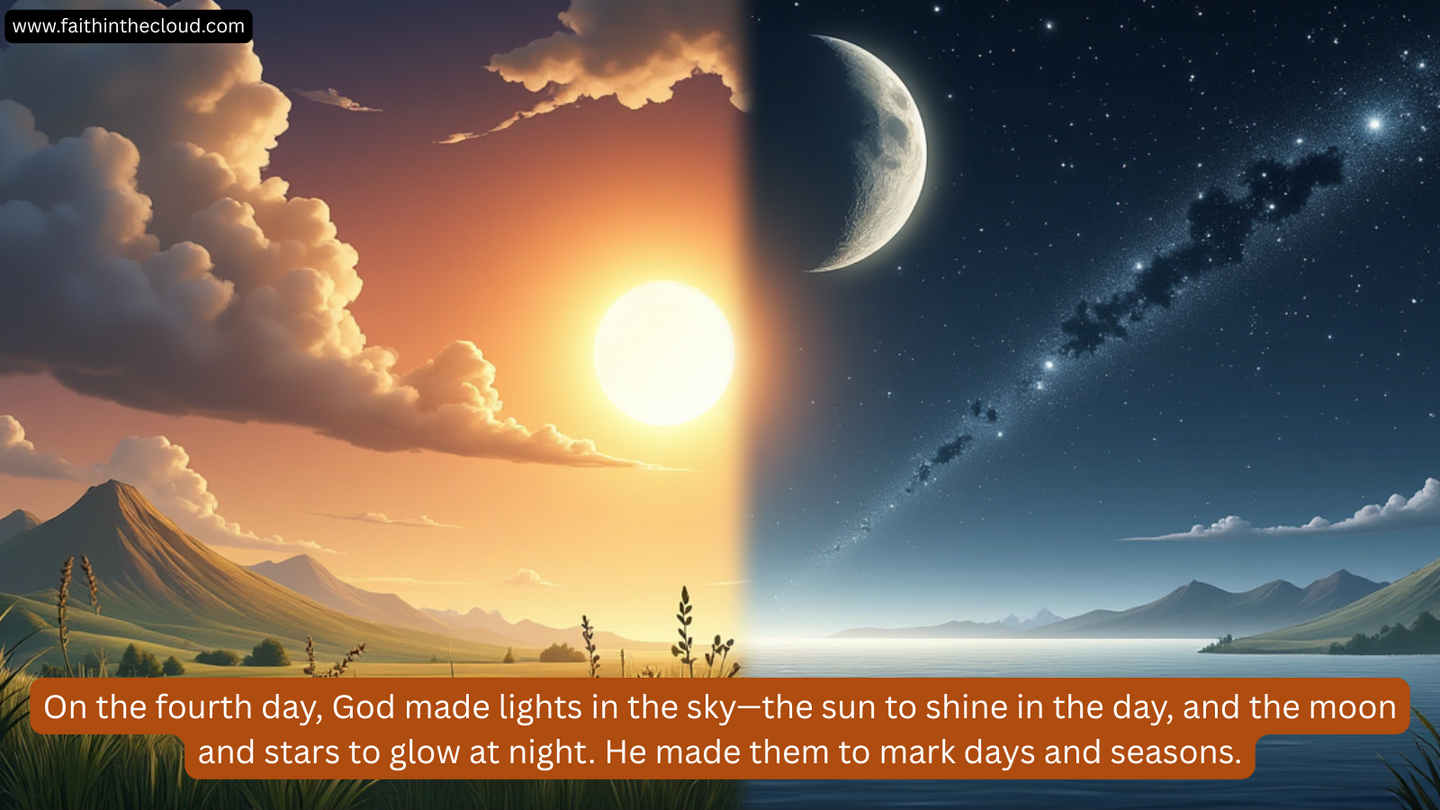 www.faithinthecloud.com
On the fourth day, God made lights in the sky—the sun to shine in the day, and the moon
and stars to glow at night. He made them to mark days and seasons.